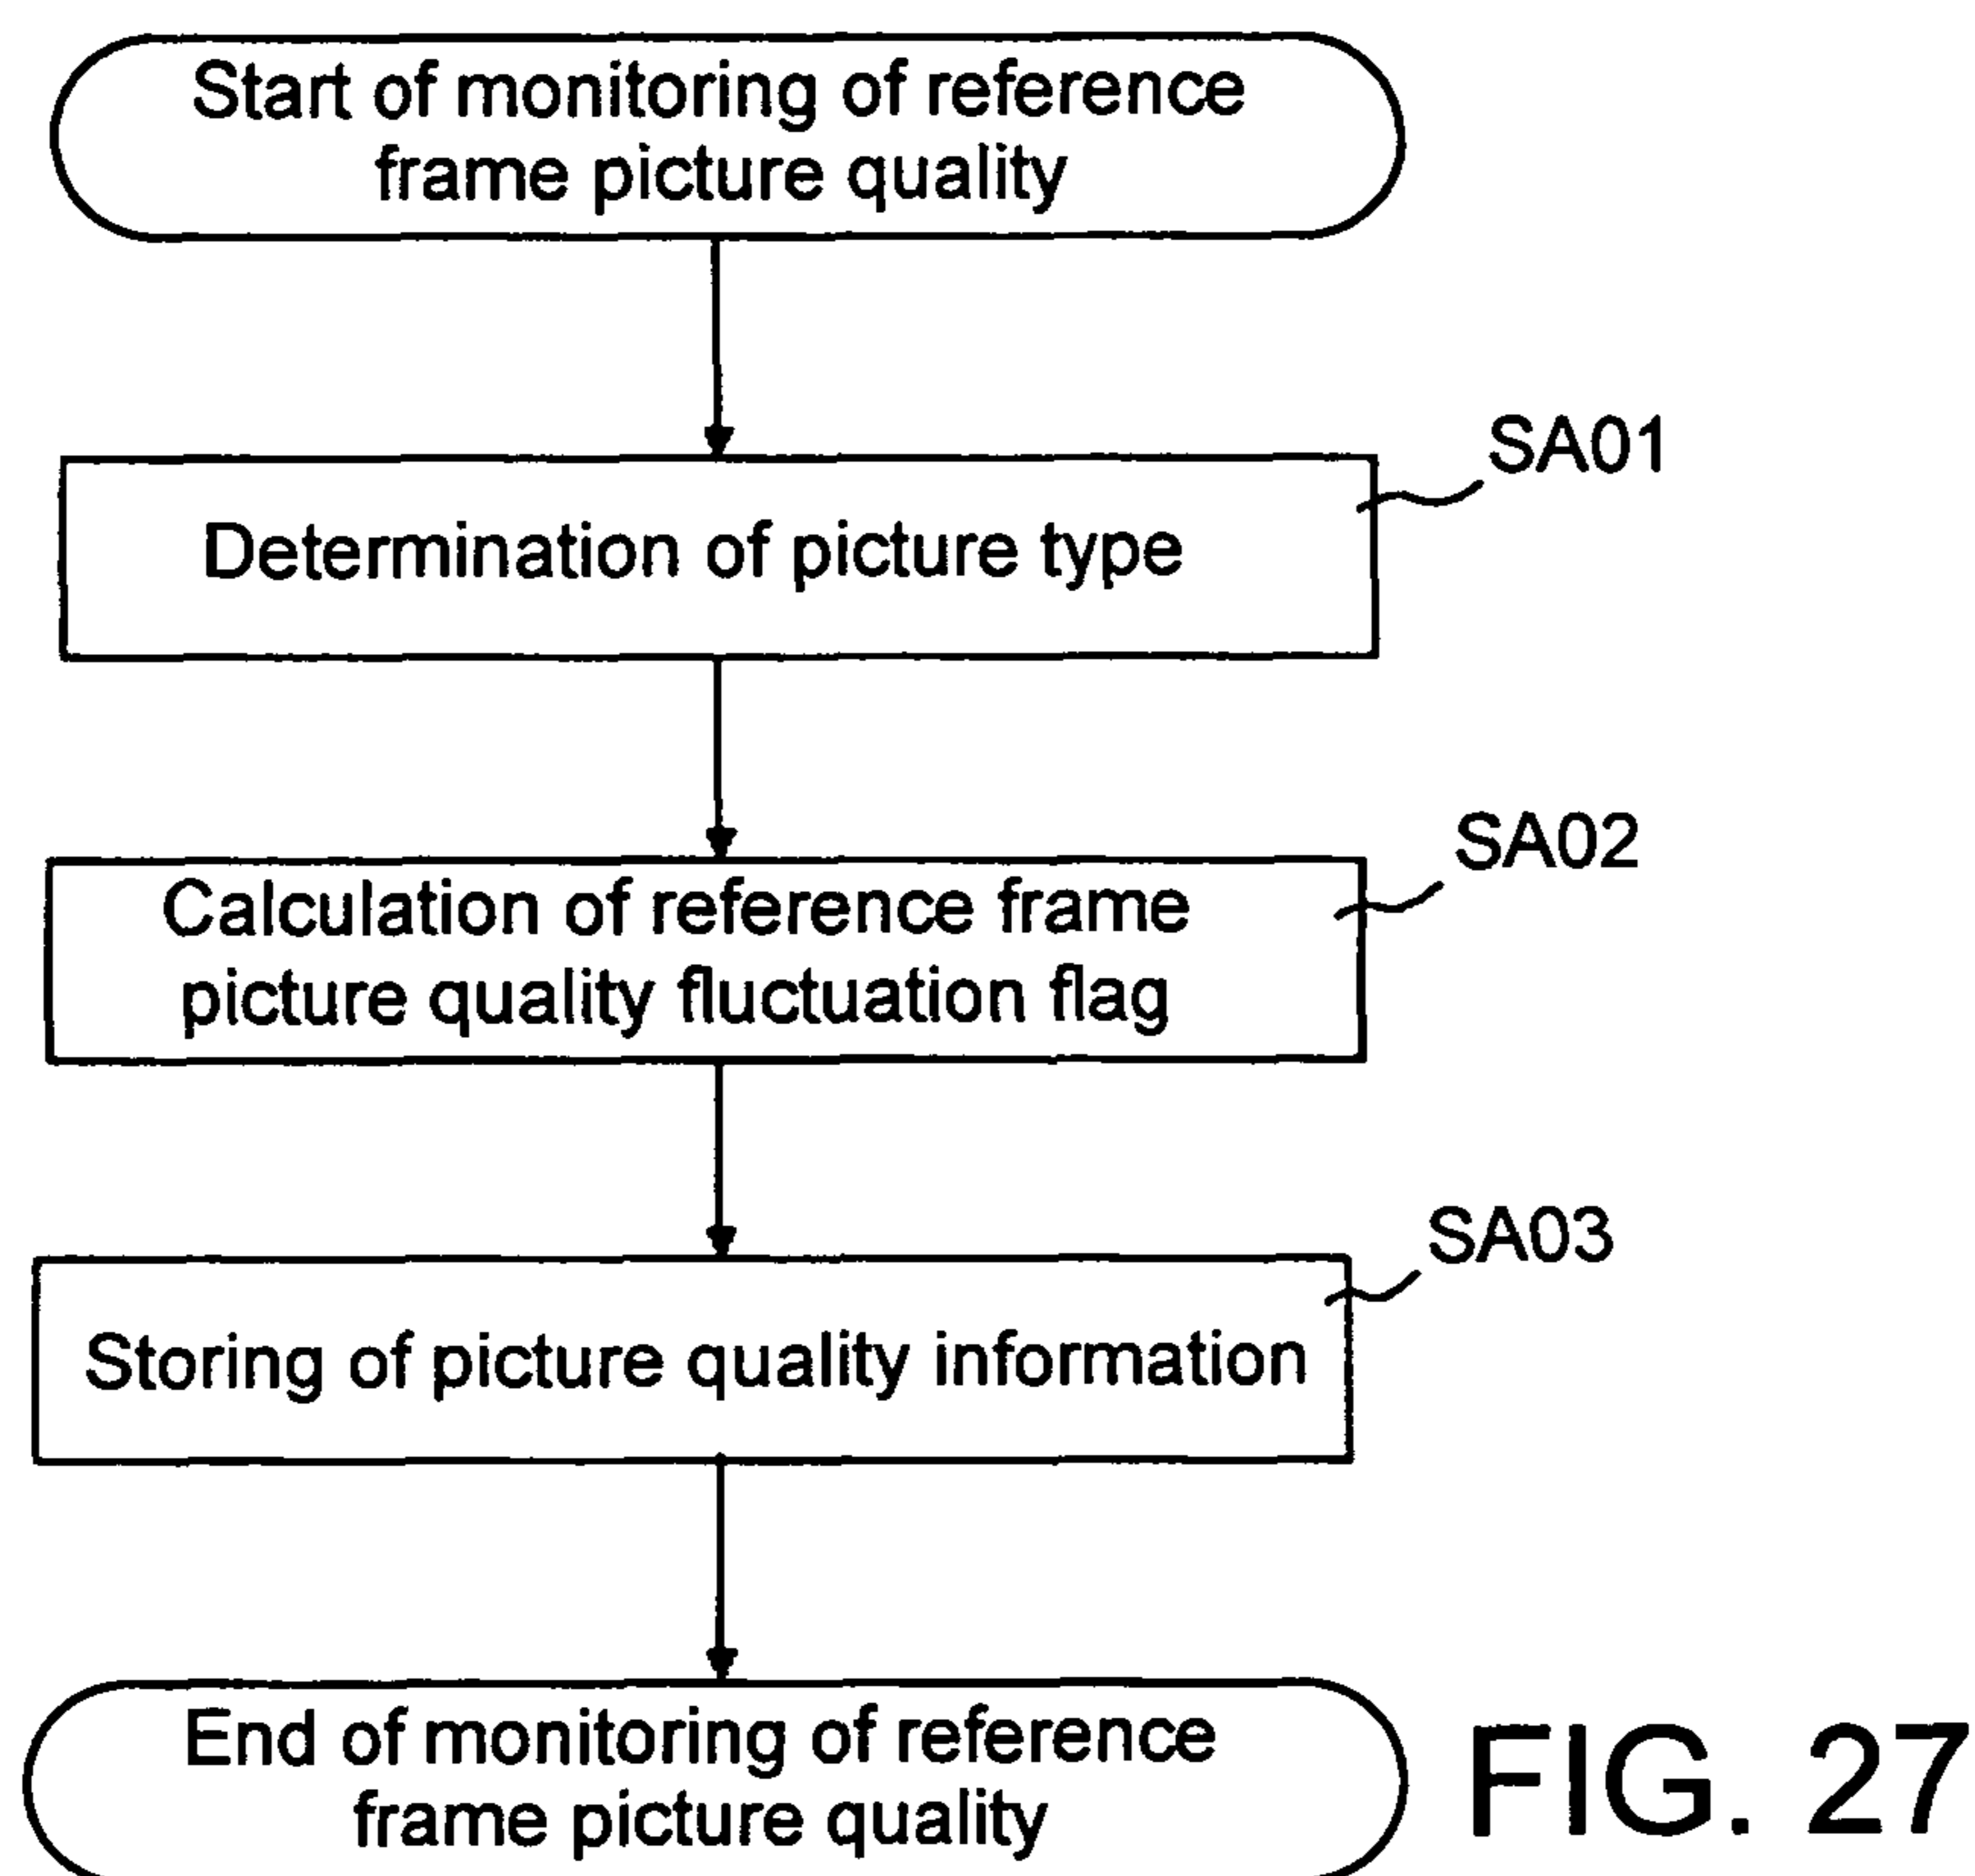 Start of monitoring of reference
frame picture quality
SA01
Determination of picture type
SA02
Calculation of reference frame
picture quality fluctuation flag
SA03
Storing of picture quality information
End of monitoring of reference
frame picture quality
FIG. 27